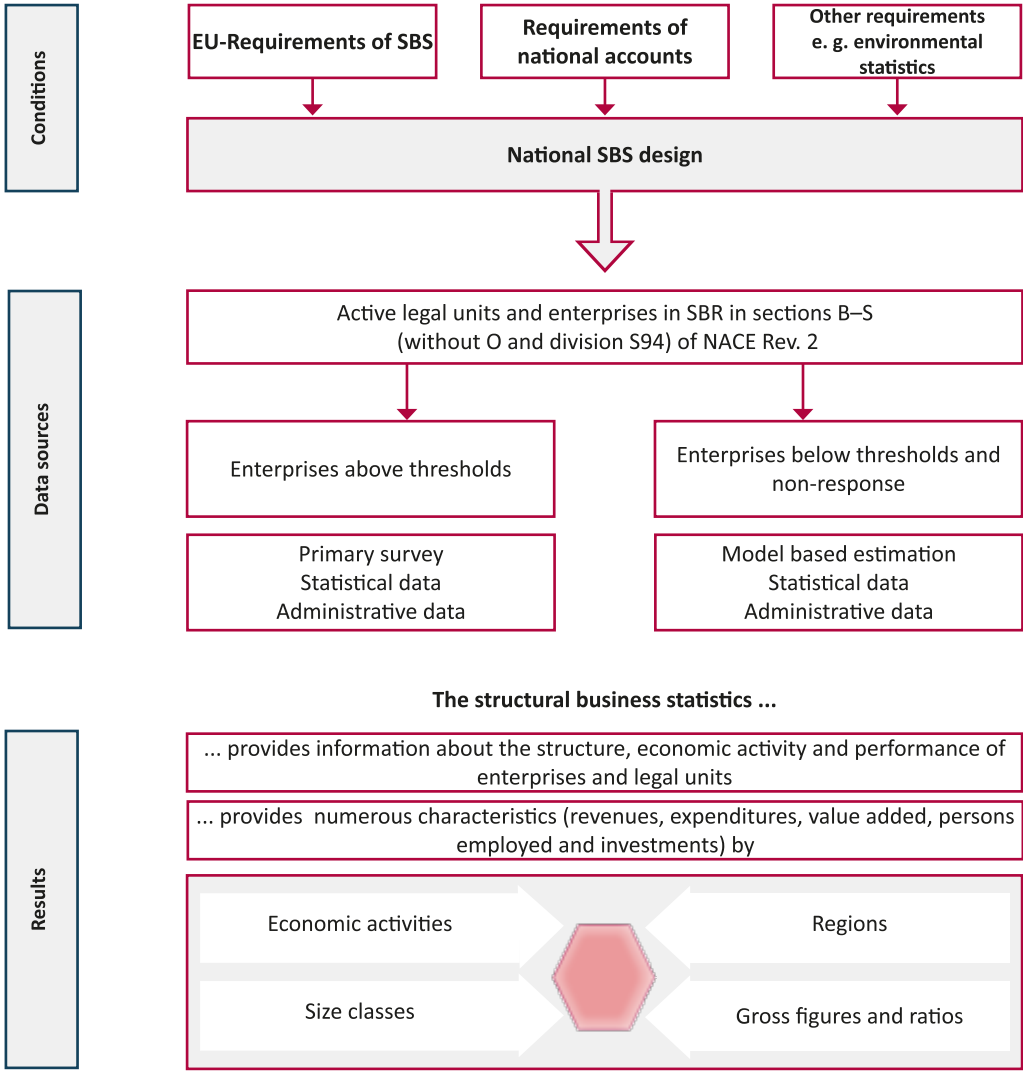 Conditions
EU-Requirements of SBS
Requirements of
national accounts
Other requirements
e. g. environmental
statistics
National SBS design
Data sources
Active legal units and enterprises in SBR in sections B–S
(without O and division S94) of NACE Rev. 2
Enterprises above thresholds
Enterprises below thresholds and
non-response
Primary survey
Statistical data
Administrative data
Model based estimation
Statistical data
Administrative data
Results
The structural business statistics ...
... provides information about the structure, economic activity and performance of
enterprises and legal units
... provides numerous characteristics (revenues, expenditures, value added, persons
employed and investments) by
Economic activities
Regions
Size classes
Gross figures and ratios